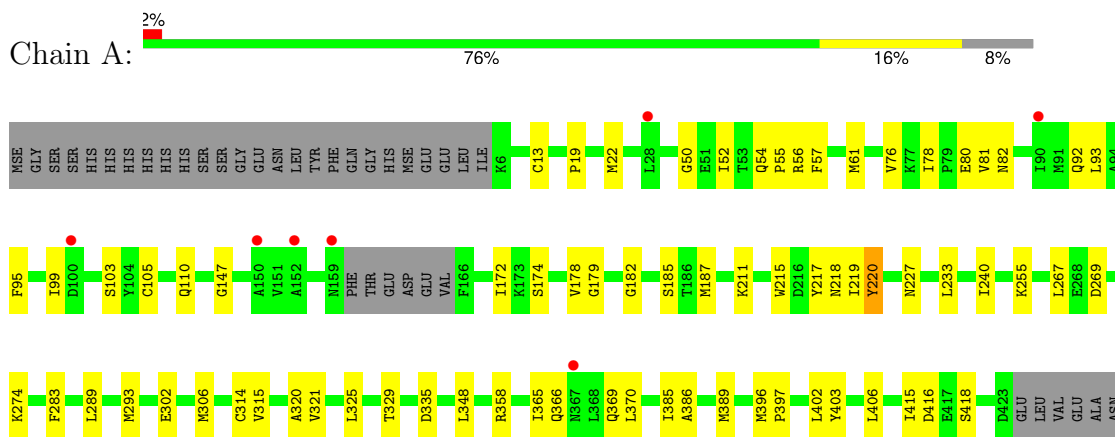 2%
Chain A:
76% 16% 8%
MSE GLY SER SER HIS HIS HIS HIS HIS HIS SER SER GLY GLU ASN LEU TYR PHE GLN GLY HIS MSE GLU GLU LEU ILE K6 C13 P19 M22 L28 G50 E51 I52 T53 Q54 P55 R56 F57 M61 V76 K77 I78 P79 E80 V81 N82 I90 M91 Q92 L93 A94
F95 I99 D100 S103 Y104 C105 Q110 G147 A150 V151 A152 N159 PHE THR GLU ASP GLU VAL F166 I172 K173 S174 V178 G179 G182 S185 T186 M187 K211 W215 D216 Y217 N218 I219 Y220 N227 L233 I240 K255 L267 E268 D269
K274 F283 L289 M293 E302 M306 C314 V315 A320 V321 L325 T329 D335 L348 R358 I365 Q366 N367 L368 Q369 L370 I385 A386 M389 M396 P397 L402 Y403 L406 I415 D416 E417 S418 D423 GLU LEU VAL GLU ALA ASN